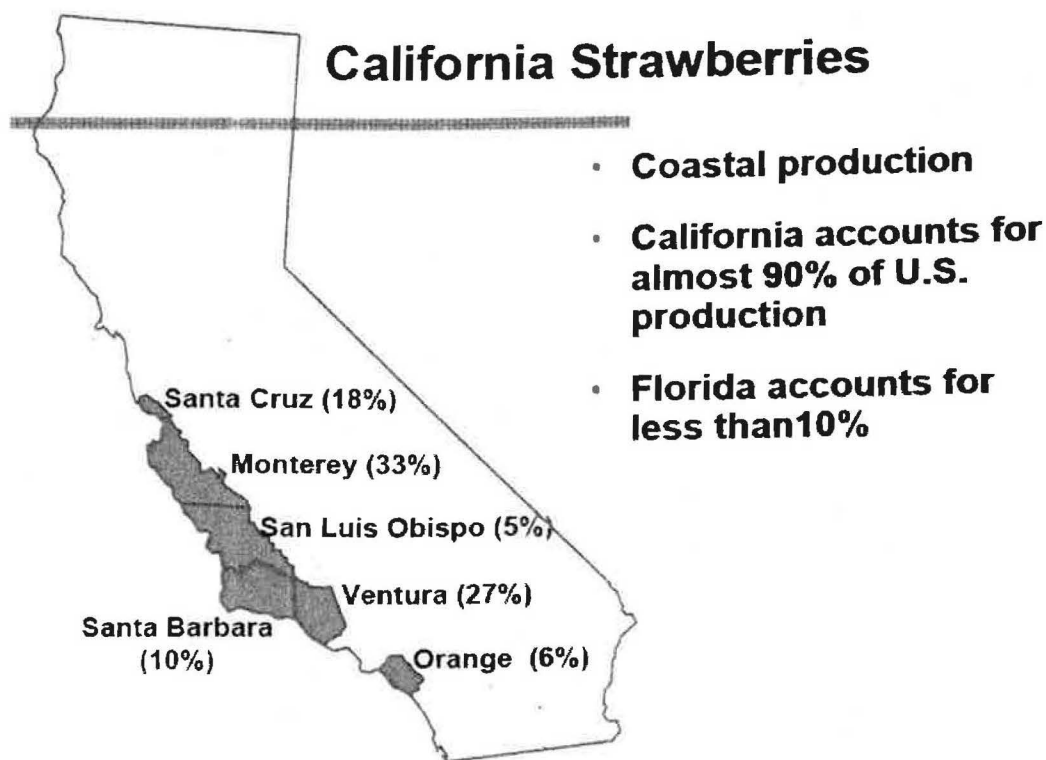 California Strawberries
· Coastal production
· California accounts for
almost 90% of U.S.
production
· Florida accounts for
less than10%
Santa Cruz (18%)
Monterey (33%)
San Luis Obispo (5%)
Ventura (27%)
Santa Barbara
(10%)
Orange (6%)